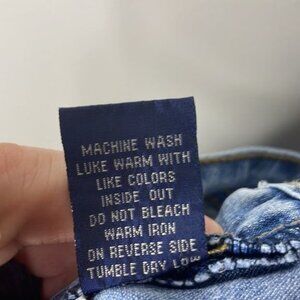 MACHINE WASH
LUKE WARM WITH
LIKE COLORS
INSIDE OUT
DO NOT BLEACH
WARM IRON
ON REVERSE SIDE
TUMBLE DRY LOW